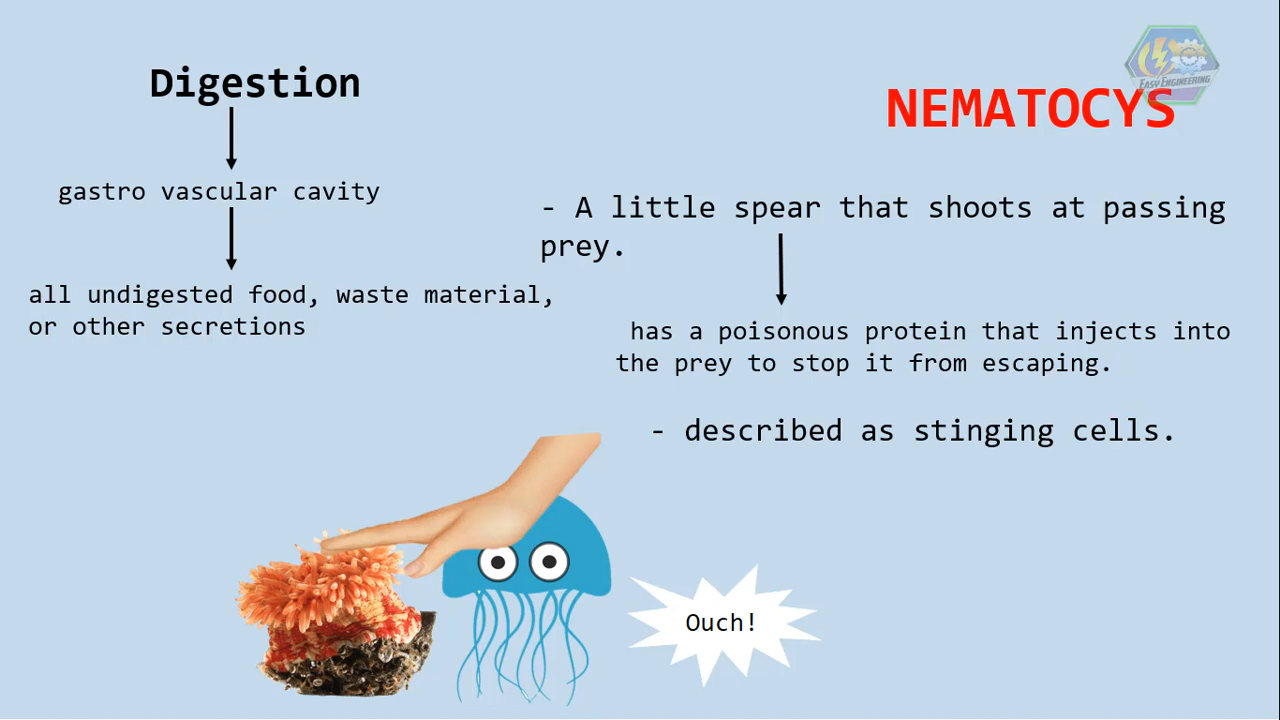 Digestion
gastro vascular cavity
all undigested food, waste material,
or other secretions
EASY ENGINEERING
NEMATOCYS
- A little spear that shoots at passing
prey.
has a poisonous protein that injects into
the prey to stop it from escaping.
- described as stinging cells.
Ouch!